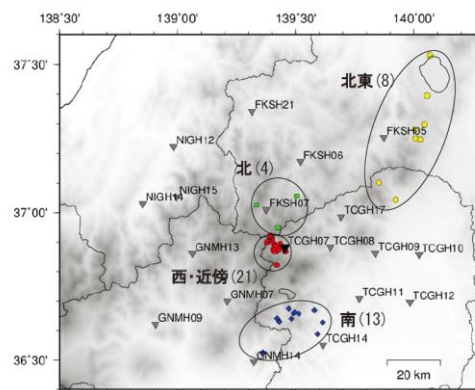 138°30' 139°00' 139°30' 140°00'
37°30'
北東(8)
FKSH21
FKSH05
NIGH12
FKSH06
北(4)
NIGH15
NIGH14
FKSH07
TCGH17
37°00'
GNMH13
TCGH07
TCGH08
TCGH09
TCGH10
西・近傍(21)
GNMH07
TCGH11
TCGH12
GNMH09
南(13)
TCGH14
36°30'
GNMH14
20 km